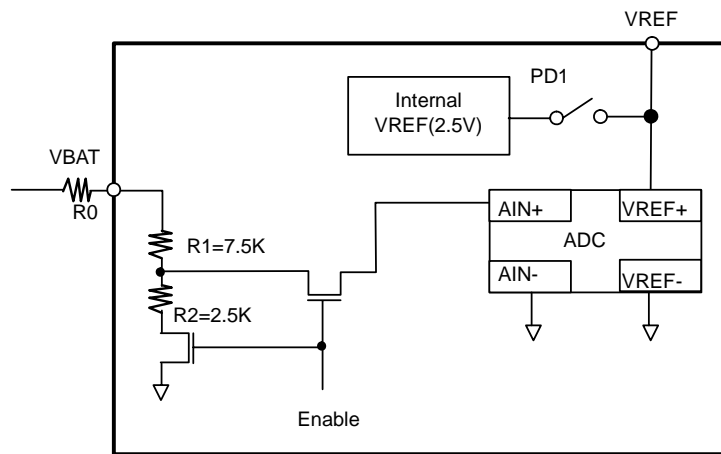 VREF
PD1
Internal
VREF(2.5V)
VBAT
R0
R1=7.5K
R2=2.5K
AIN+
VREF+
ADC
AIN-
VREF-
Enable